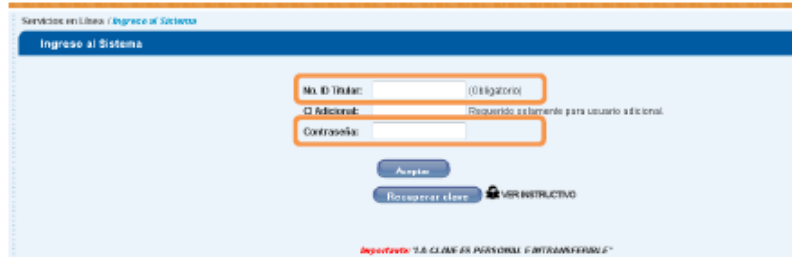 Servicios en Línea / Ingreso al Sistema
Ingreso al Sistema
No. ID Titular: (Obligatorio)
CI Adicional: Requerido solamente para usuario adicional.
Contraseña:
Aceptar
Recuperar clave VER INSTRUCTIVO
Importante: "LA CLAVE ES PERSONAL E INTRANSFERIBLE"